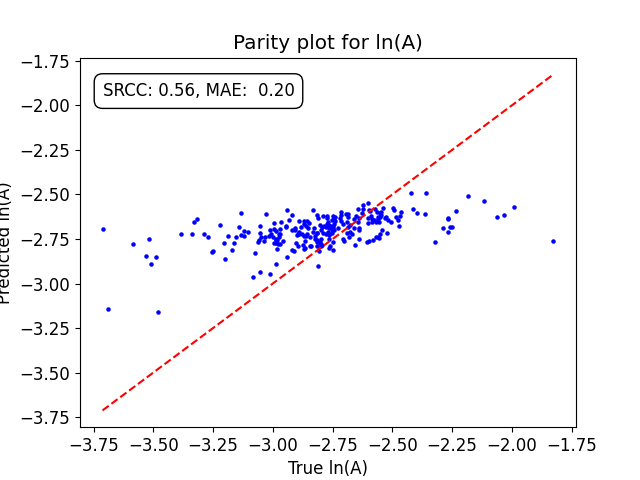 Parity plot for ln(A)
SRCC: 0.56, MAE:  0.20
Predicted ln(A)
−1.75
−2.00
−2.25
−2.50
−2.75
−3.00
−3.25
−3.50
−3.75
−3.75 −3.50 −3.25 −3.00 −2.75 −2.50 −2.25 −2.00 −1.75
True ln(A)